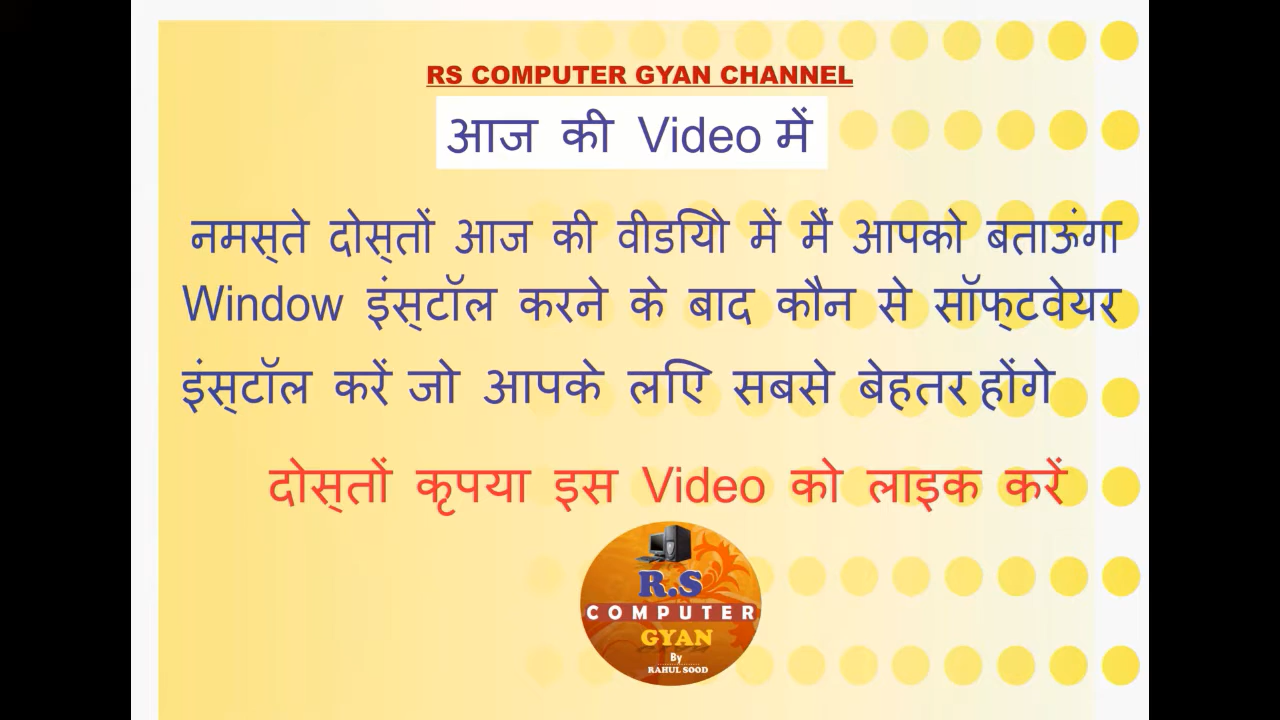 RS COMPUTER GYAN CHANNEL
आज की Video में
नमस्ते दोस्तों आज की वीडियो में मैं आपको बताऊंगा
Window इंस्टॉल करने के बाद कौन से सॉफ्टवेयर
इंस्टॉल करें जो आपके लिए सबसे बेहतर होंगे
दोस्तों कृपया इस Video को लाइक करें
R.S
COMPUTER
GYAN
By
RAHUL SOOD